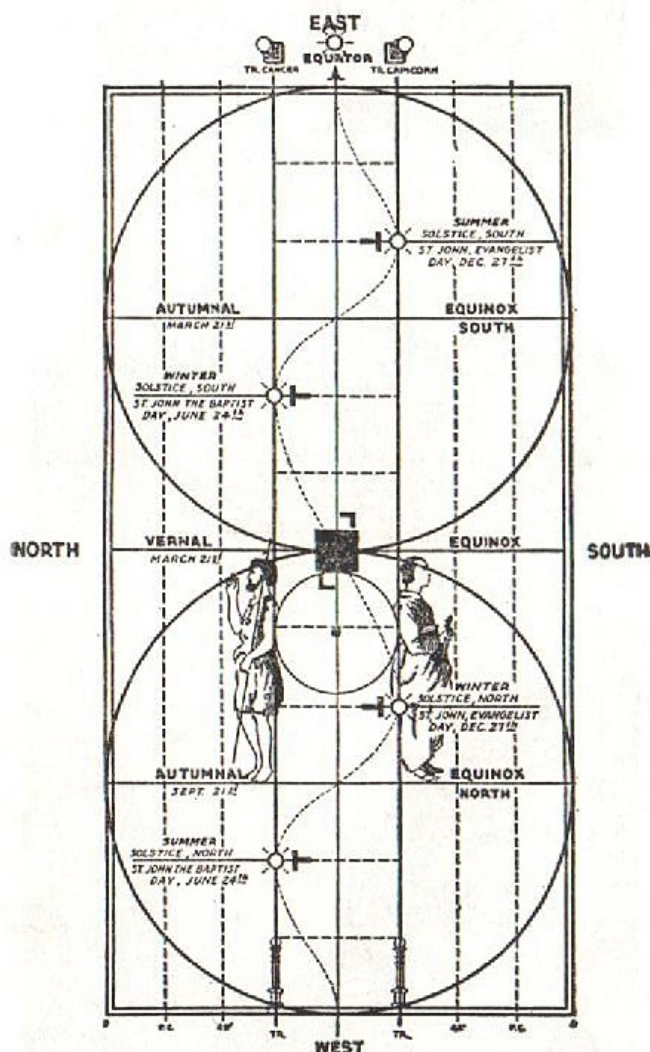 EAST
EQUATOR
TR. CANCER
TR. CAPICORN
SUMMER
SOLSTICE, SOUTH
ST JOHN, EVANGELIST
DAY, DEC. 27th
AUTUMNAL
MARCH 21st
EQUINOX
SOUTH
WINTER
SOLSTICE, SOUTH
ST JOHN THE BAPTIST
DAY, JUNE 24th
NORTH
VERNAL
MARCH 21st
EQUINOX
SOUTH
WINTER
SOLSTICE, NORTH
ST JOHN, EVANGELIST
DAY, DEC. 27th
AUTUMNAL
SEPT. 21st
EQUINOX
NORTH
SUMMER
SOLSTICE, NORTH
ST JOHN THE BAPTIST
DAY, JUNE 24th
TR.
TR.
WEST